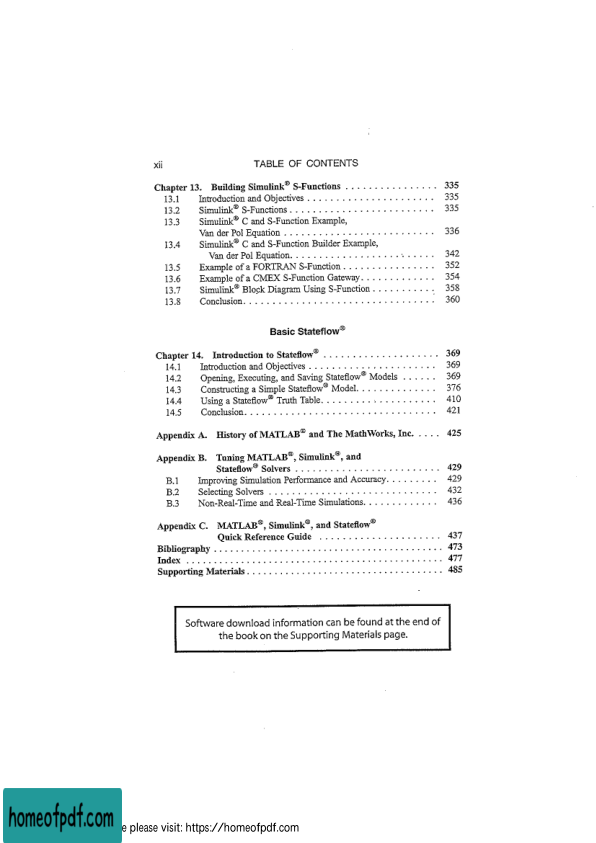 xii TABLE OF CONTENTS
Chapter 13. Building Simulink® S-Functions . . . . . . . . . . . . . . . . 335
13.1 Introduction and Objectives . . . . . . . . . . . . . . . . . . . . . . 335
13.2 Simulink® S-Functions . . . . . . . . . . . . . . . . . . . . . . . . . 335
13.3 Simulink® C and S-Function Example,
Van der Pol Equation . . . . . . . . . . . . . . . . . . . . . . . . . . 336
13.4 Simulink® C and S-Function Builder Example,
Van der Pol Equation. . . . . . . . . . . . . . . . . . . . . . . . . 342
13.5 Example of a FORTRAN S-Function . . . . . . . . . . . . . . . . 352
13.6 Example of a CMEX S-Function Gateway. . . . . . . . . . . . . 354
13.7 Simulink® Block Diagram Using S-Function . . . . . . . . . . . 358
13.8 Conclusion. . . . . . . . . . . . . . . . . . . . . . . . . . . . . . . . . 360
Basic Stateflow®
Chapter 14. Introduction to Stateflow® . . . . . . . . . . . . . . . . . . . . 369
14.1 Introduction and Objectives . . . . . . . . . . . . . . . . . . . . . . 369
14.2 Opening, Executing, and Saving Stateflow® Models . . . . . . 369
14.3 Constructing a Simple Stateflow® Model. . . . . . . . . . . . . . 376
14.4 Using a Stateflow® Truth Table. . . . . . . . . . . . . . . . . . . . 410
14.5 Conclusion. . . . . . . . . . . . . . . . . . . . . . . . . . . . . . . . . 421
Appendix A. History of MATLAB® and The MathWorks, Inc. . . . . 425
Appendix B. Tuning MATLAB®, Simulink®, and
Stateflow® Solvers . . . . . . . . . . . . . . . . . . . . . . . . . 429
B.1 Improving Simulation Performance and Accuracy. . . . . . . . . 429
B.2 Selecting Solvers . . . . . . . . . . . . . . . . . . . . . . . . . . . . . 432
B.3 Non-Real-Time and Real-Time Simulations. . . . . . . . . . . . . 436
Appendix C. MATLAB®, Simulink®, and Stateflow®
Quick Reference Guide . . . . . . . . . . . . . . . . . . . . . 437
Bibliography . . . . . . . . . . . . . . . . . . . . . . . . . . . . . . . . . . . . . . . 473
Index . . . . . . . . . . . . . . . . . . . . . . . . . . . . . . . . . . . . . . . . . . . . 477
Supporting Materials . . . . . . . . . . . . . . . . . . . . . . . . . . . . . . . . . 485
Software download information can be found at the end of
the book on the Supporting Materials page.
homeofpdf.com
e please visit: https://homeofpdf.com